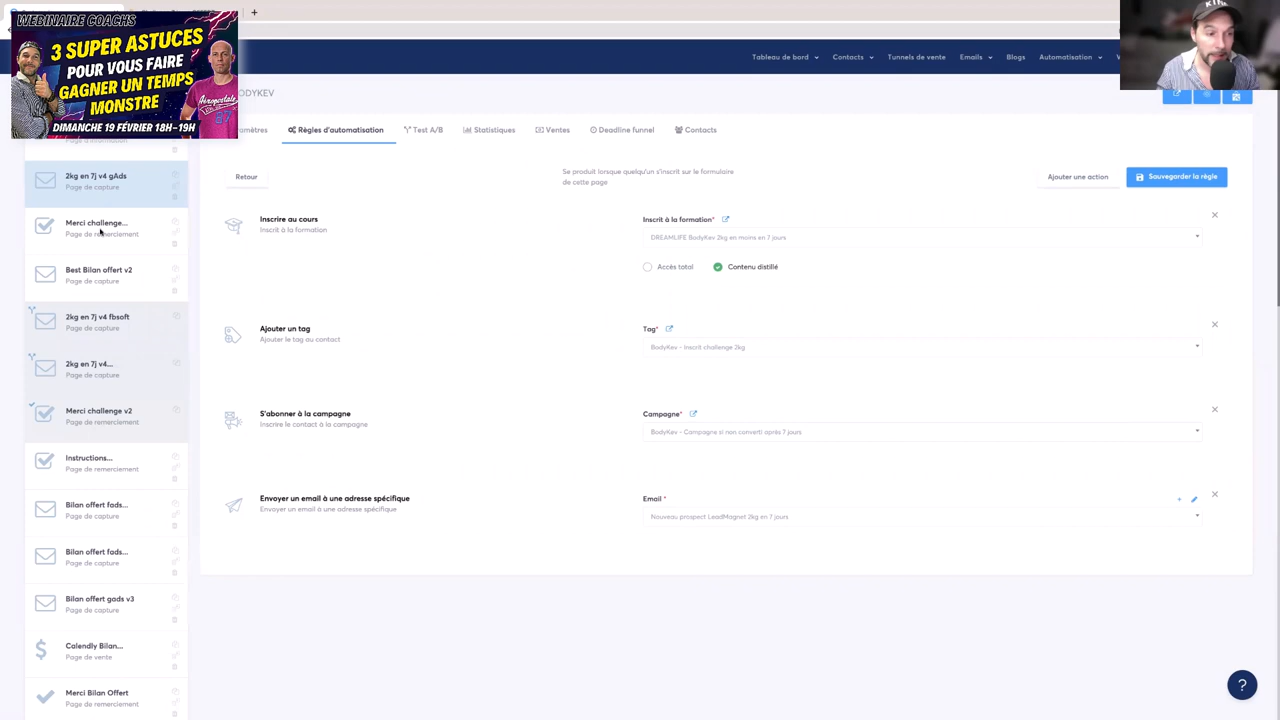 WEBINAIRE COACHS
3 SUPER ASTUCES
POUR VOUS FAIRE
GAGNER UN TEMPS
MONSTRE
DIMANCHE 19 FÉVRIER 18H-19H
AÉROPOSTALE
87
Tableau de bord
Contacts
Tunnels de vente
Emails
Blogs
Automatisation
ODYKEV
mètres
Règles d'automatisation
Test A/B
Statistiques
Ventes
Deadline funnel
Contacts
Page d'information
2kg en 7j v4 gAds
Page de capture
Merci challenge...
Page de remerciement
Best Bilan offert v2
Page de capture
2kg en 7j v4 fbsoft
Page de capture
2kg en 7j v4...
Page de capture
Merci challenge v2
Page de remerciement
Instructions...
Page de remerciement
Bilan offert fads...
Page de capture
Bilan offert fads...
Page de capture
Bilan offert gads v3
Page de capture
Calendly Bilan...
Page de vente
Merci Bilan Offert
Page de remerciement
Retour
Se produit lorsque quelqu'un s'inscrit sur le formulaire
de cette page
Ajouter une action
Sauvegarder la règle
Inscrire au cours
Inscrit à la formation
Inscrit à la formation*
DREAMLIFE BodyKev 2kg en moins en 7 jours
Accès total
Contenu distillé
Ajouter un tag
Ajouter le tag au contact
Tag*
BodyKev - Inscrit challenge 2kg
S'abonner à la campagne
Inscrire le contact à la campagne
Campagne*
BodyKev - Campagne si non converti après 7 jours
Envoyer un email à une adresse spécifique
Envoyer un email à une adresse spécifique
Email *
Nouveau prospect LeadMagnet 2kg en 7 jours
?